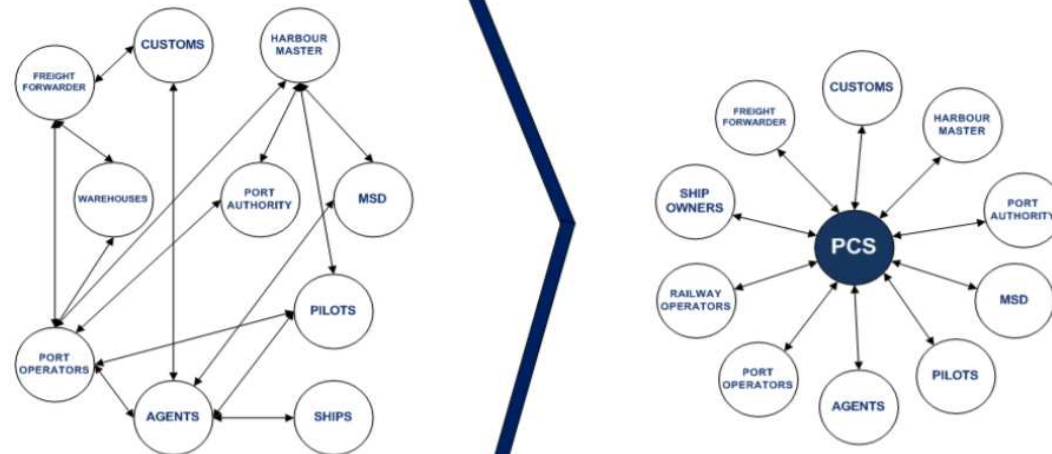 CUSTOMS
HARBOUR
MASTER
FREIGHT
FORWARDER
WAREHOUSES
PORT
AUTHORITY
MSD
PILOTS
PORT
OPERATORS
AGENTS
SHIPS
CUSTOMS
FREIGHT
FORWARDER
HARBOUR
MASTER
SHIP
OWNERS
PORT
AUTHORITY
PCS
RAILWAY
OPERATORS
MSD
PORT
OPERATORS
PILOTS
AGENTS